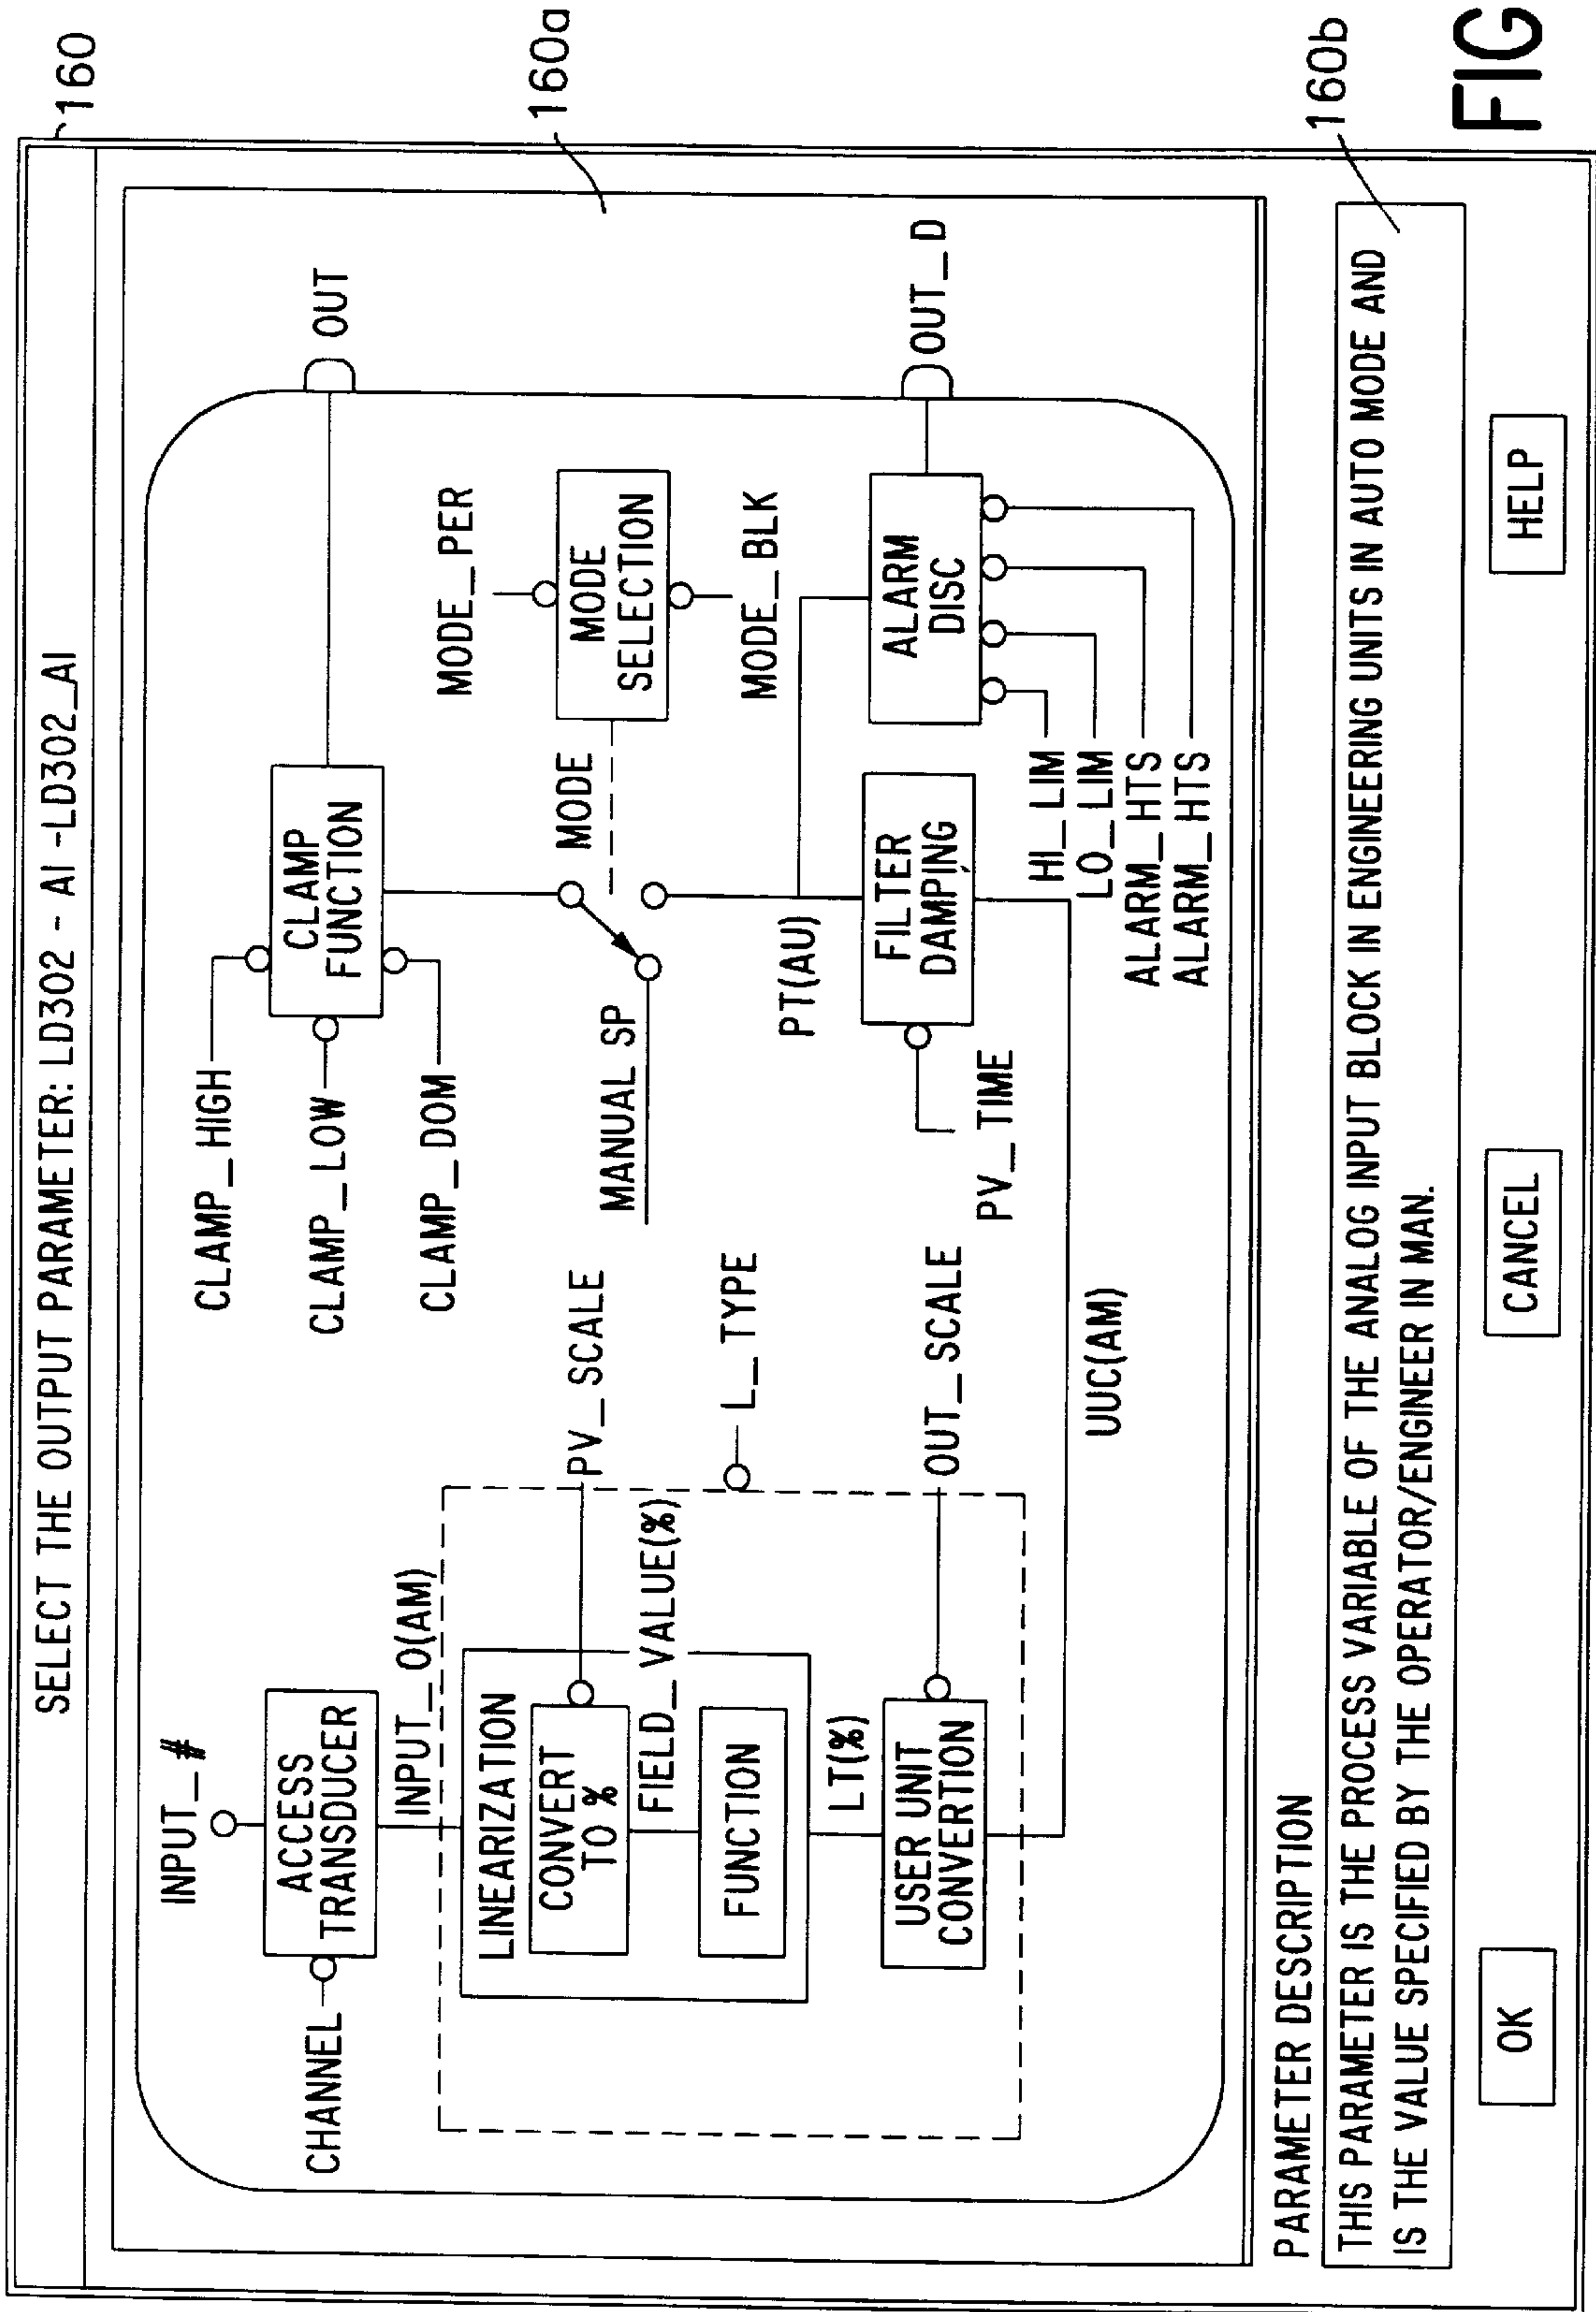 SELECT THE OUTPUT PARAMETER: LD302 - AI -LD302_AI
160
160a
INPUT_#
CHANNEL
ACCESS
TRANSDUCER
INPUT_O(AM)
LINEARIZATION
CONVERT
TO %
FIELD_VALUE(%)
FUNCTION
LT(%)
USER UNIT
CONVERTION
PV_SCALE
L_TYPE
OUT_SCALE
UUC(AM)
CLAMP_HIGH
CLAMP_LOW
CLAMP_DOM
CLAMP
FUNCTION
OUT
MANUAL SP
MODE
MODE_PER
MODE
SELECTION
MODE_BLK
PT(AU)
FILTER
DAMPING
PV_TIME
ALARM
DISC
OUT_D
HI_LIM
LO_LIM
ALARM_HTS
ALARM_HTS
PARAMETER DESCRIPTION
160b
THIS PARAMETER IS THE PROCESS VARIABLE OF THE ANALOG INPUT BLOCK IN ENGINEERING UNITS IN AUTO MODE AND
IS THE VALUE SPECIFIED BY THE OPERATOR/ENGINEER IN MAN.
OK
CANCEL
HELP
FIG